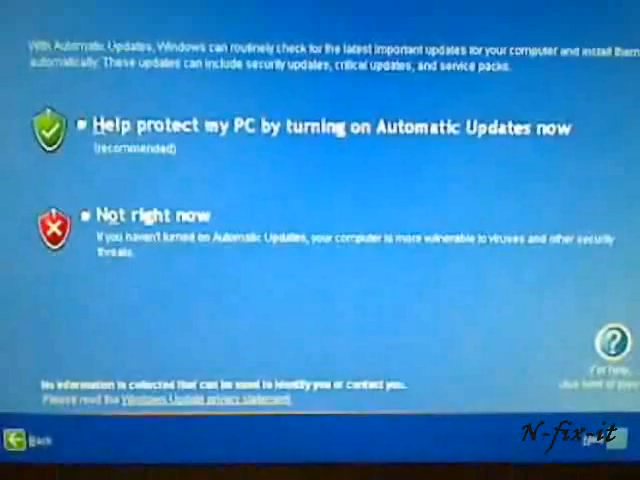 With Automatic Updates, Windows can routinely check for the latest important updates for your computer and install them
automatically. These updates can include security updates, critical updates, and service packs.
Help protect my PC by turning on Automatic Updates now
(recommended)
Not right now
If you haven't turned on Automatic Updates, your computer is more vulnerable to viruses and other security
threats.
For help,
No information is collected that can be used to identify you or contact you.
Please read the Windows Update privacy statement
Back
N-fix-it